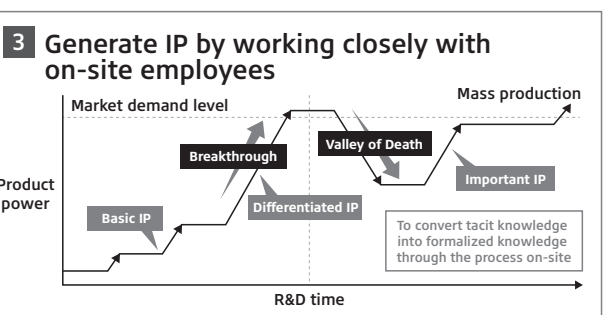 3 Generate IP by working closely with
on-site employees
Market demand level
Mass production
Breakthrough
Valley of Death
Product
power
Basic IP
Differentiated IP
Important IP
To convert tacit knowledge
into formalized knowledge
through the process on-site
R&D time